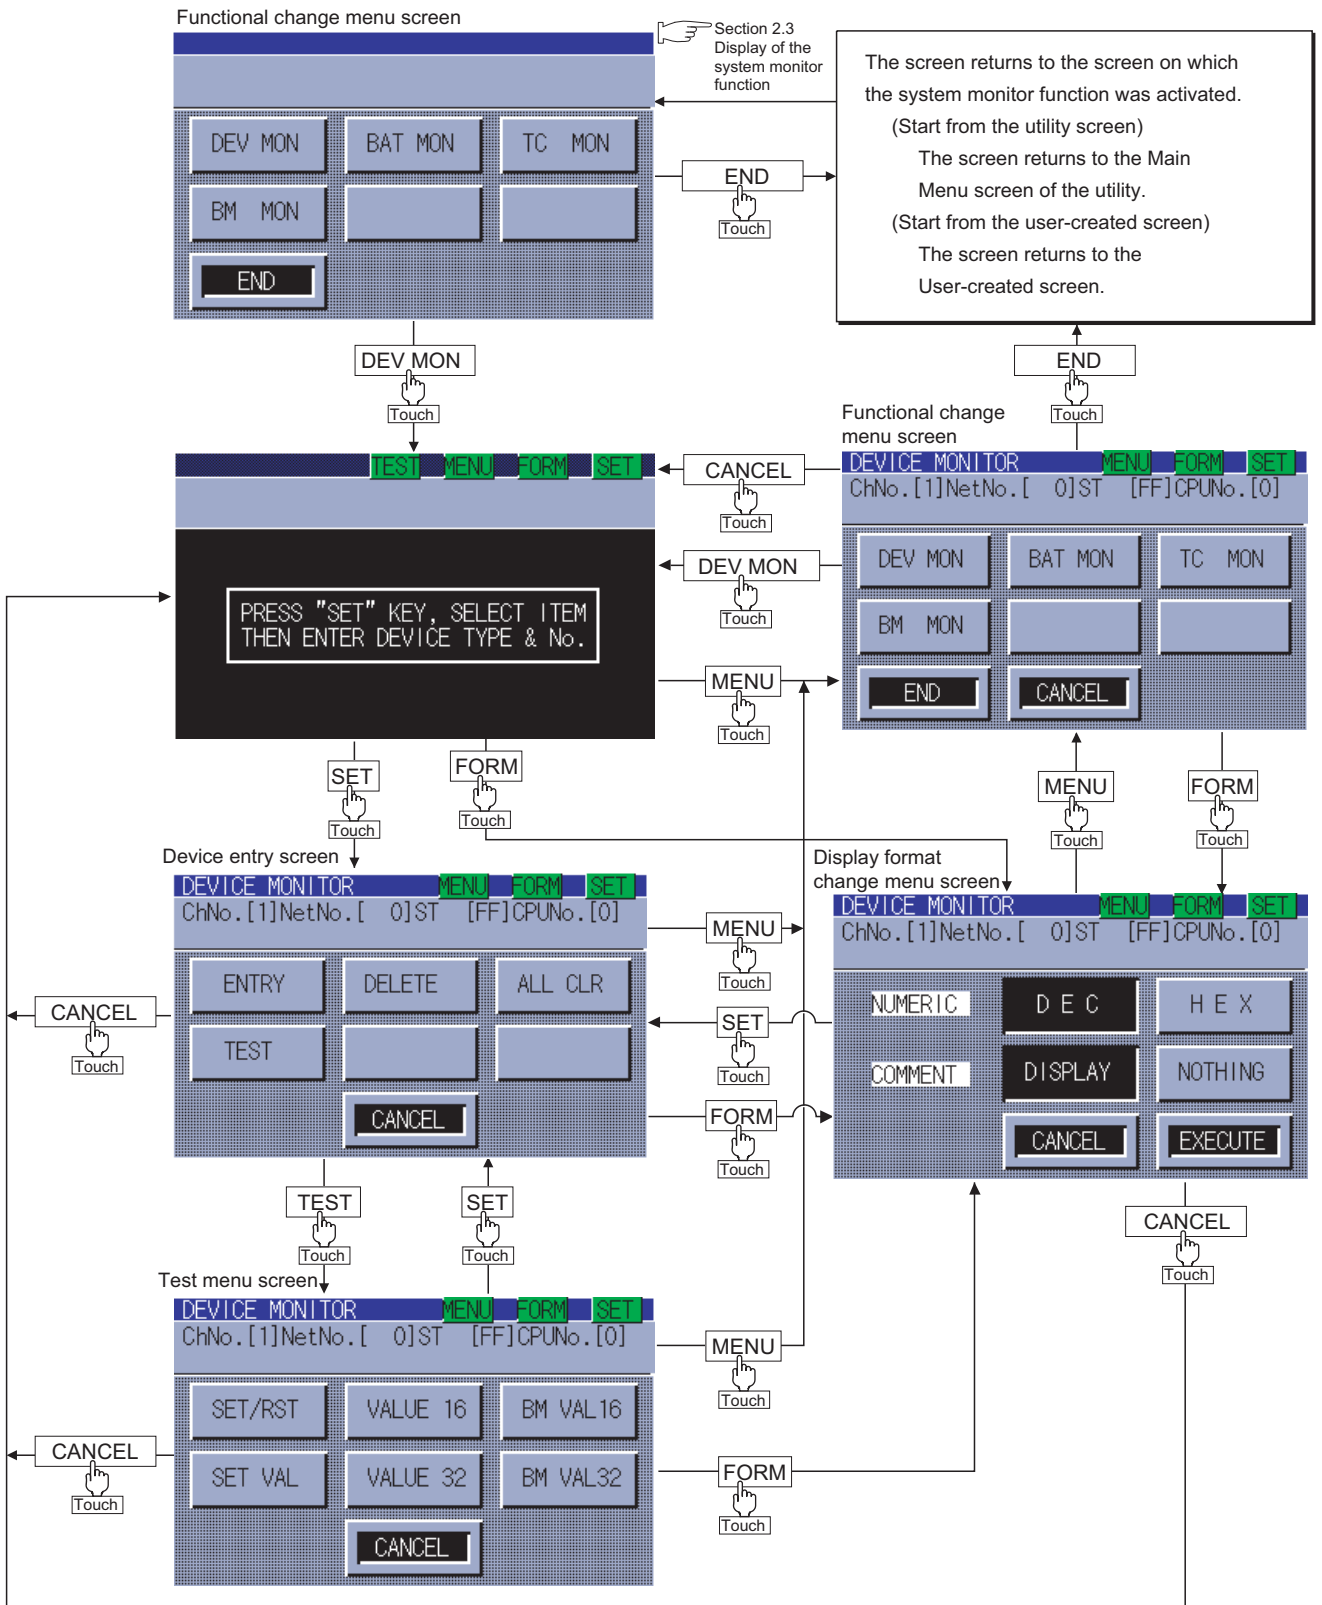 Functional change menu screen
Section 2.3
Display of the
system monitor
function
DEV MON
BAT MON
TC MON
BM MON
END
END
Touch
The screen returns to the screen on which
the system monitor function was activated.
(Start from the utility screen)
The screen returns to the Main
Menu screen of the utility.
(Start from the user-created screen)
The screen returns to the
User-created screen.
DEV MON
Touch
END
Touch
TEST MENU FORM SET
PRESS "SET" KEY, SELECT ITEM
THEN ENTER DEVICE TYPE & No.
CANCEL
Touch
DEV MON
Touch
MENU
Touch
Functional change
menu screen
DEVICE MONITOR MENU FORM SET
ChNo.[1]NetNo.[ 0]ST [FF]CPUNo.[0]
DEV MON
BAT MON
TC MON
BM MON
END
CANCEL
SET
Touch
FORM
Touch
MENU
Touch
FORM
Touch
Device entry screen
DEVICE MONITOR MENU FORM SET
ChNo.[1]NetNo.[ 0]ST [FF]CPUNo.[0]
ENTRY
DELETE
ALL CLR
TEST
CANCEL
CANCEL
Touch
MENU
Touch
SET
Touch
FORM
Touch
Display format
change menu screen
DEVICE MONITOR MENU FORM SET
ChNo.[1]NetNo.[ 0]ST [FF]CPUNo.[0]
NUMERIC
D E C
H E X
COMMENT
DISPLAY
NOTHING
CANCEL
EXECUTE
TEST
Touch
SET
Touch
CANCEL
Touch
Test menu screen
DEVICE MONITOR MENU FORM SET
ChNo.[1]NetNo.[ 0]ST [FF]CPUNo.[0]
SET/RST
VALUE 16
BM VAL16
SET VAL
VALUE 32
BM VAL32
CANCEL
CANCEL
Touch
MENU
Touch
FORM
Touch